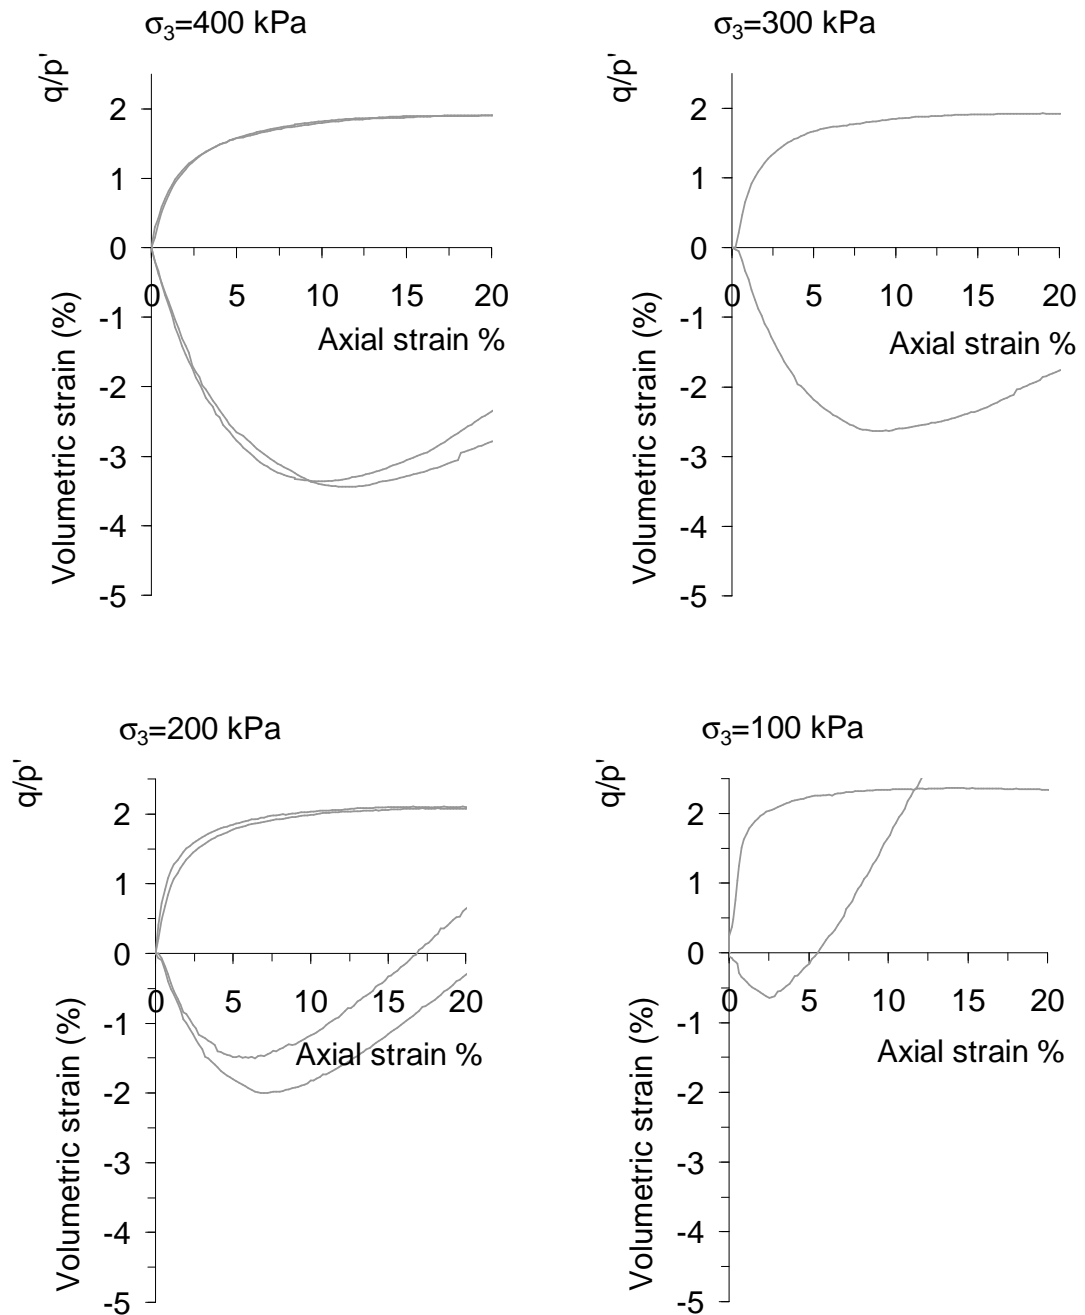 σ3=400 kPa
q/p'
2
1
0
-1
-2
-3
-4
-5
0 5 10 15 20
Axial strain %
Volumetric strain (%)
σ3=300 kPa
q/p'
2
1
0
-1
-2
-3
-4
-5
0 5 10 15 20
Axial strain %
Volumetric strain (%)
σ3=200 kPa
q/p'
2
1
0
-1
-2
-3
-4
-5
0 5 10 15 20
Axial strain %
Volumetric strain (%)
σ3=100 kPa
q/p'
2
1
0
-1
-2
-3
-4
-5
0 5 10 15 20
Axial strain %
Volumetric strain (%)